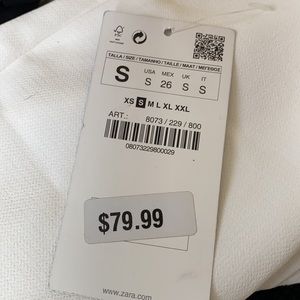 TALLA / SIZE / TAMANHO / TAILLE / MAAT / ΜΕΓΕΘΟΣ
S
USA MEX UK IT
S 26 S S
XS S M L XL XXL
ART.: 8073 / 229 / 800
08073229800029
$79.99
www.zara.com